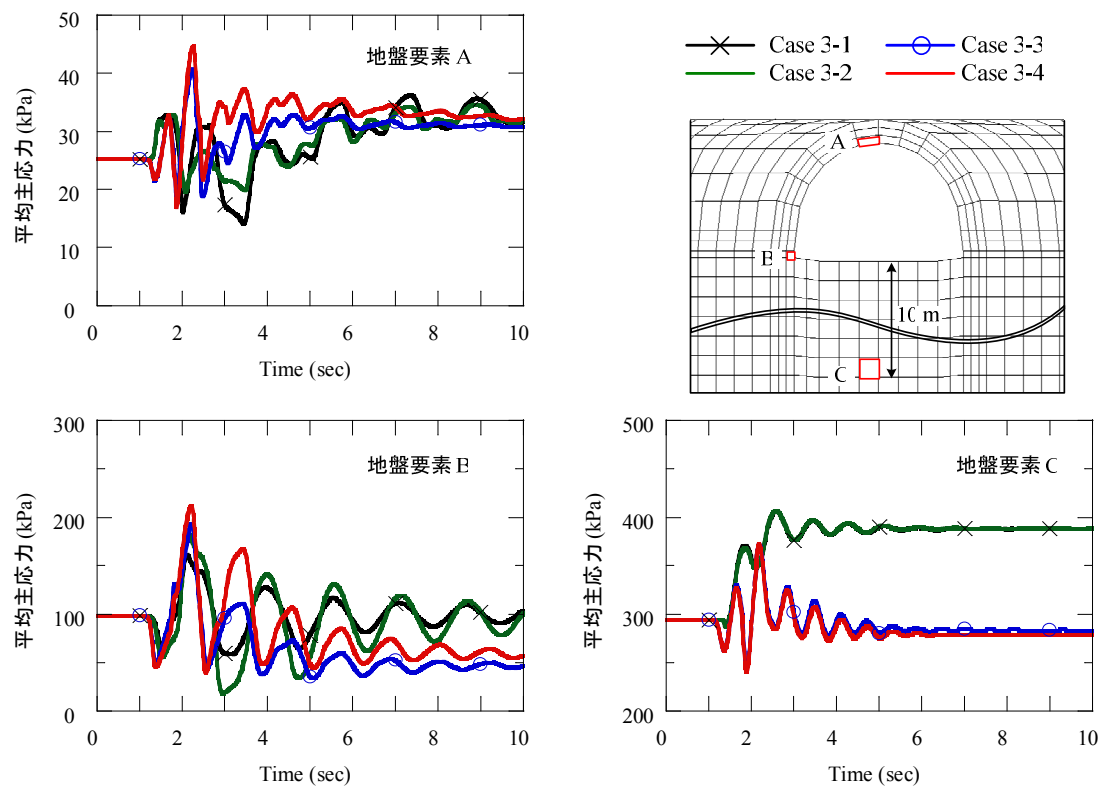 50
40
30
20
10
0
平均主応力 (kPa)
地盤要素 A
0 2 4 6 8 10
Time (sec)
Case 3-1
Case 3-3
Case 3-2
Case 3-4
A
B
10 m
C
300
200
100
0
平均主応力 (kPa)
地盤要素 B
0 2 4 6 8 10
Time (sec)
500
400
300
200
平均主応力 (kPa)
地盤要素 C
0 2 4 6 8 10
Time (sec)